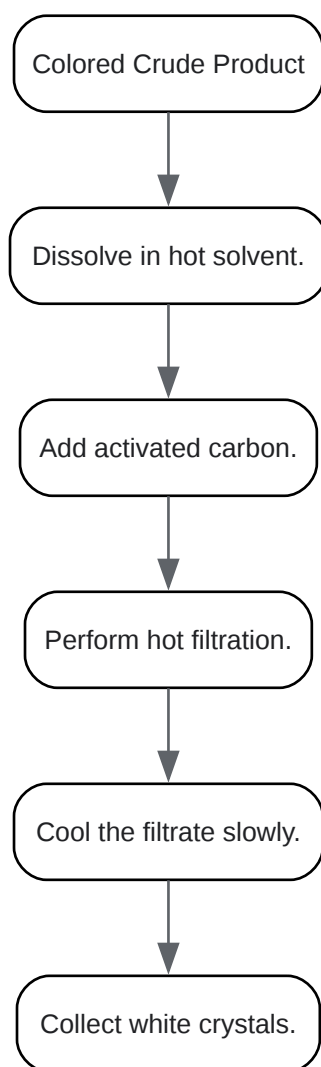 Colored Crude Product
Dissolve in hot solvent.
Add activated carbon.
Perform hot filtration.
Cool the filtrate slowly.
Collect white crystals.